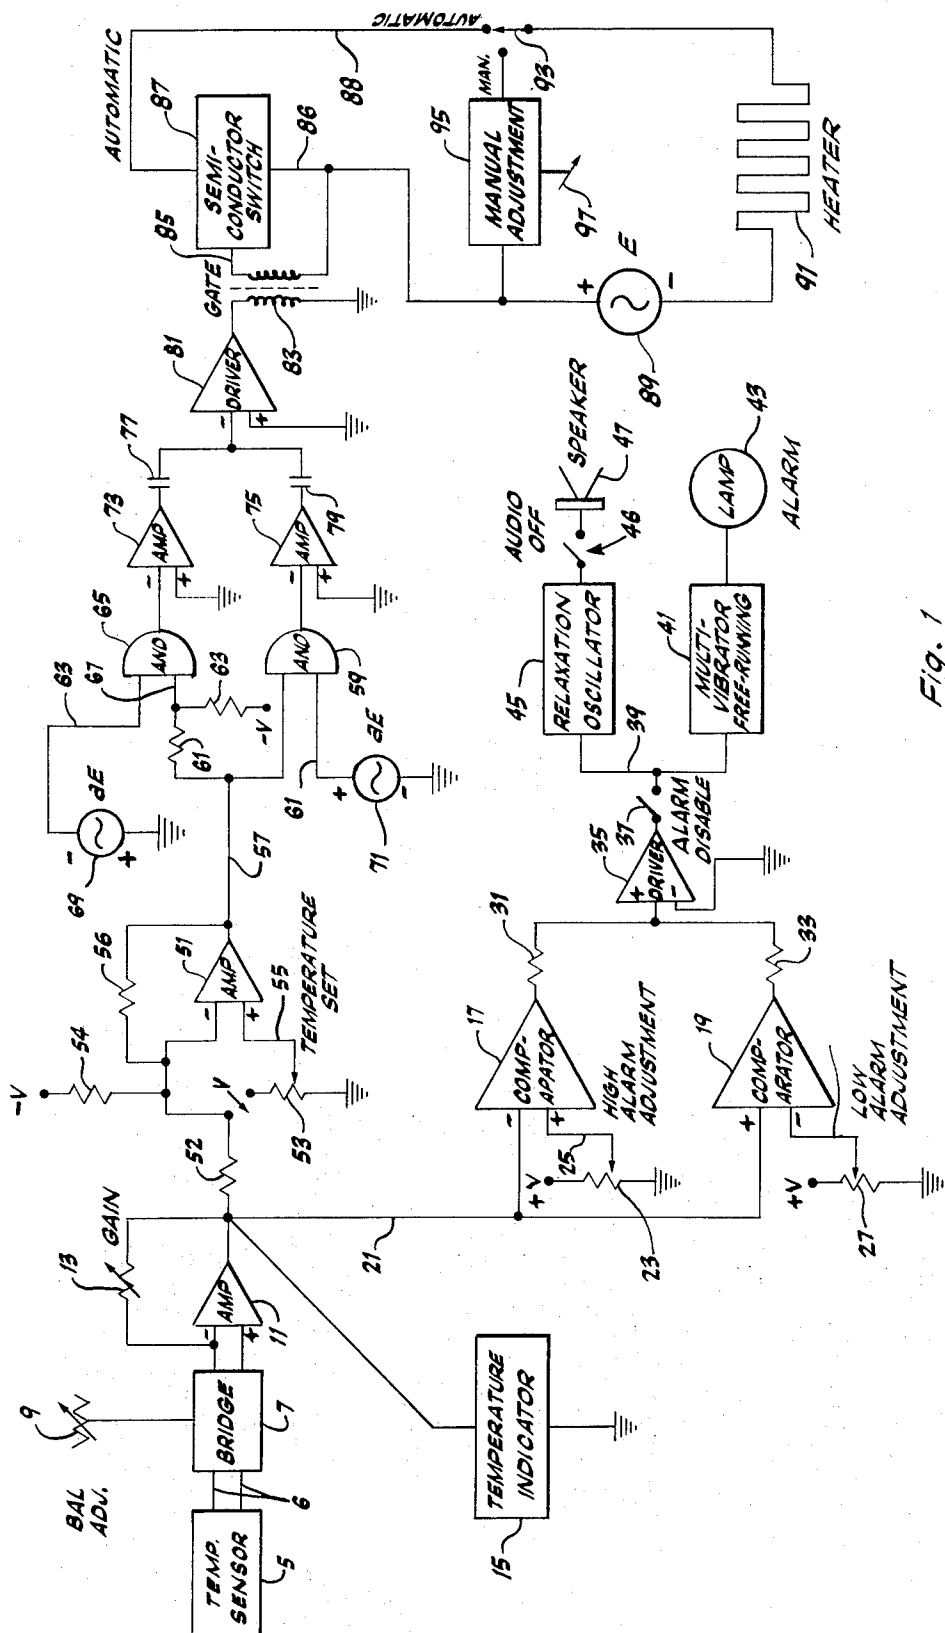 BAL
ADJ.
9
TEMP.
SENSOR
5
6
BRIDGE
7
13
GAIN
AMP
-
+
11
TEMPERATURE
INDICATOR
15
21
52
-V
54
56
V
53
55
TEMPERATURE
SET
AMP
-
+
51
57
aE
69
-
+
63
67
61
63
-V
AND
65
AND
59
61
aE
71
+
-
AMP
-
+
73
AMP
-
+
75
77
79
DRIVER
-
+
81
83
GATE
85
SEMI-
CONDUCTOR
SWITCH
87
86
AUTOMATIC
88
AUTOMATIC
MAN.
93
MANUAL
ADJUSTMENT
95
97
E
+
-
89
HEATER
91
COMP-
APATOR
-
+
17
+V
25
23
HIGH
ALARM
ADJUSTMENT
COMP-
ARATOR
+
-
19
+V
27
LOW
ALARM
ADJUSTMENT
31
33
DRIVER
+
-
35
37
ALARM
DISABLE
39
RELAXATION
OSCILLATOR
45
AUDIO
OFF
46
SPEAKER
47
MULTI-
VIBRATOR
FREE-RUNNING
41
LAMP
43
ALARM
Fig. 1